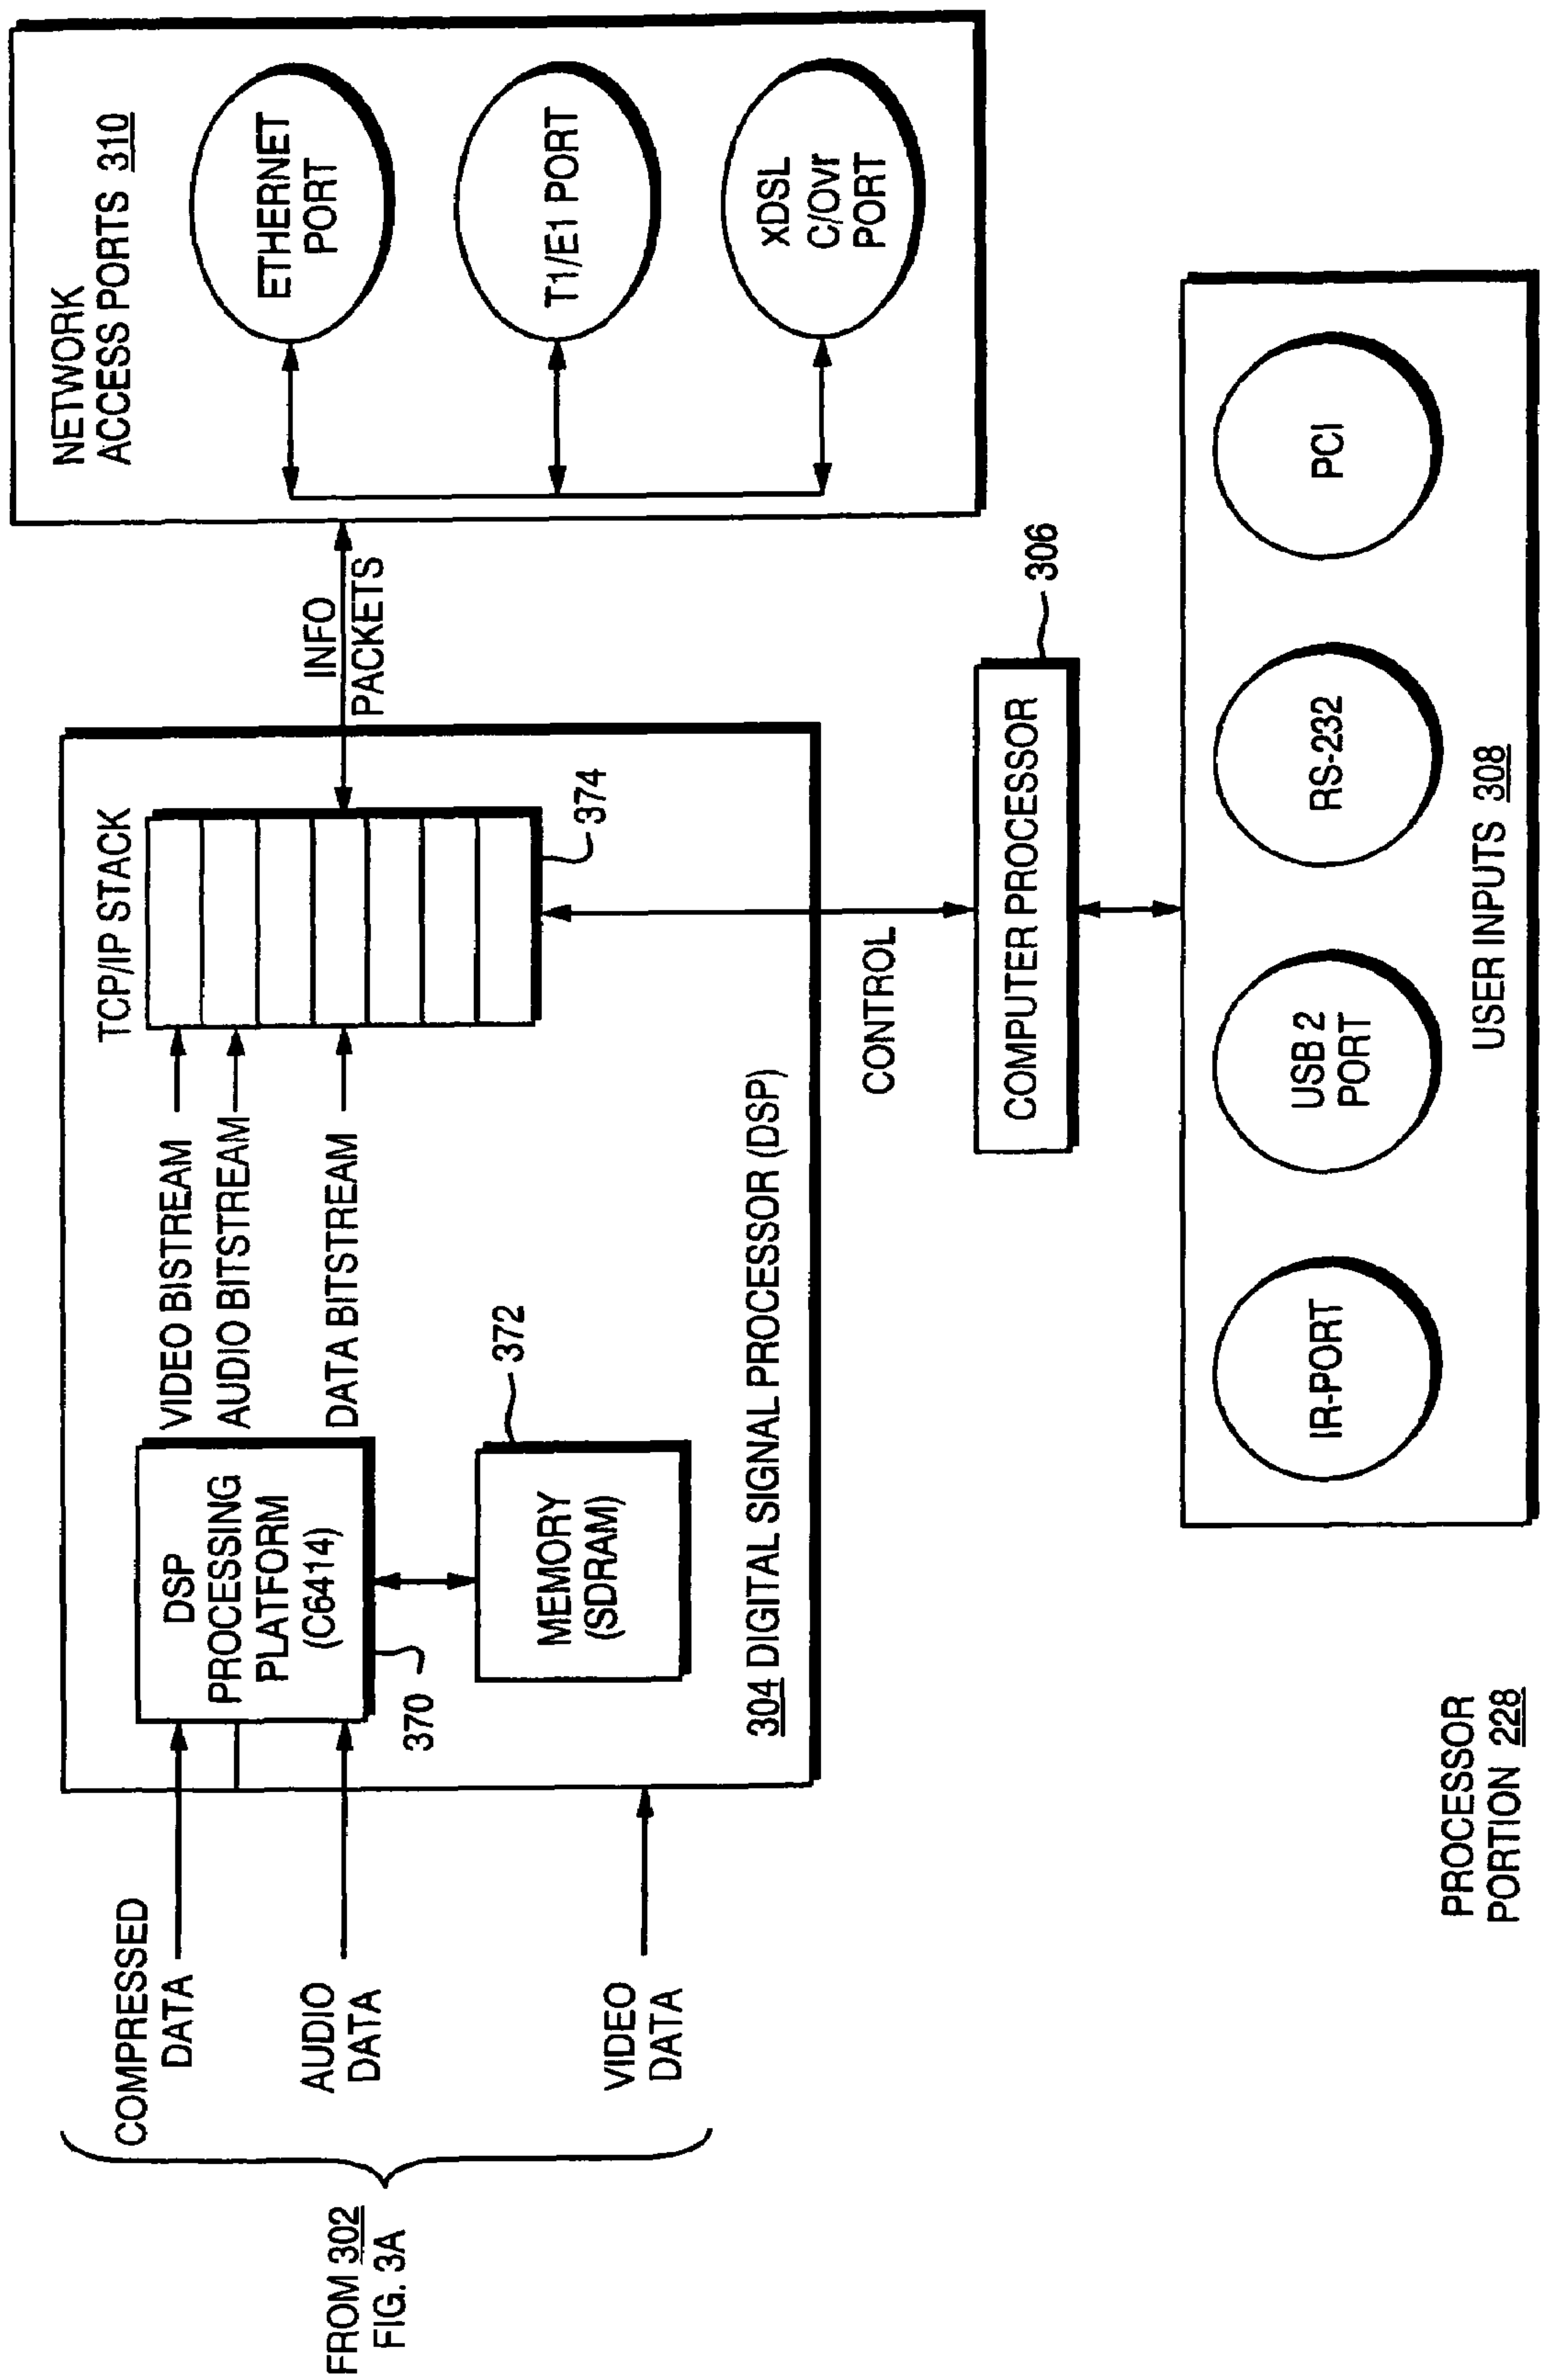 FROM 302
FIG. 3A
COMPRESSED
DATA
AUDIO
DATA
VIDEO
DATA
DSP
PROCESSING
PLATFORM
(C6414)
370
MEMORY
(SDRAM)
372
304 DIGITAL SIGNAL PROCESSOR (DSP)
VIDEO BISTREAM
AUDIO BITSTREAM
DATA BITSTREAM
TCP/IP STACK
374
INFO
PACKETS
NETWORK
ACCESS PORTS 310
ETHERNET
PORT
T1/E1 PORT
XDSL
C/OVr
PORT
CONTROL
COMPUTER PROCESSOR
306
IR-PORT
USB 2
PORT
RS-232
PCI
USER INPUTS 308
PROCESSOR
PORTION 228